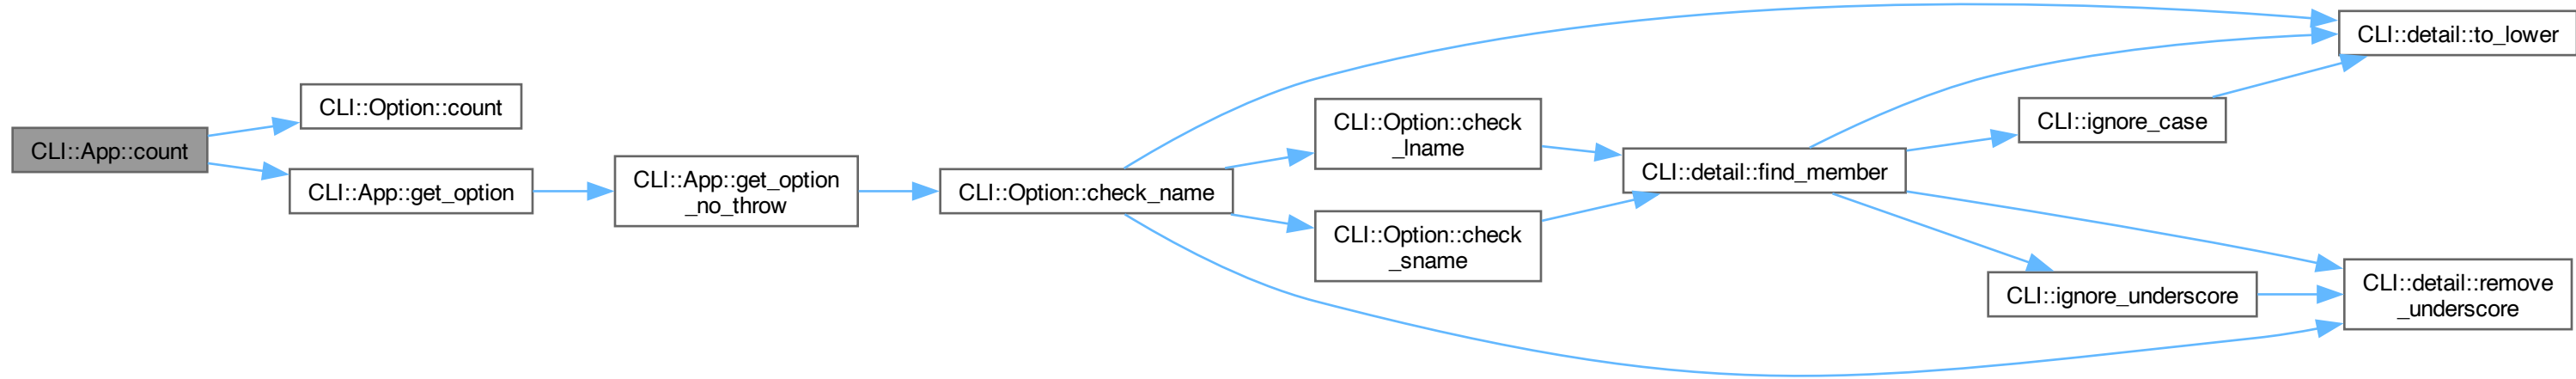 CLI::App::count
CLI::Option::count
CLI::App::get_option
CLI::App::get_option
_no_throw
CLI::Option::check_name
CLI::Option::check
_lname
CLI::Option::check
_sname
CLI::detail::find_member
CLI::ignore_case
CLI::ignore_underscore
CLI::detail::to_lower
CLI::detail::remove
_underscore